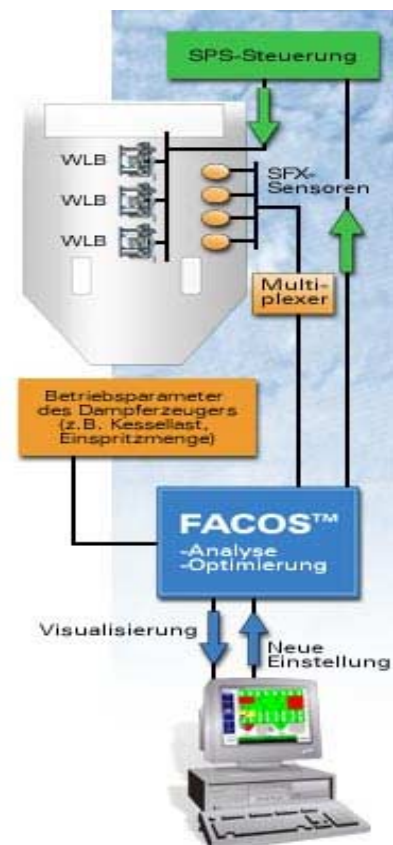 SPS-Steuerung
WLB
WLB
WLB
SFX-
Sensoren
Multi-
plexer
Betriebsparameter
des Dampferzeugers
(z.B. Kessellast,
Einspritzmenge)
FACOS™
-Analyse
-Optimierung
Visualisierung
Neue
Einstellung